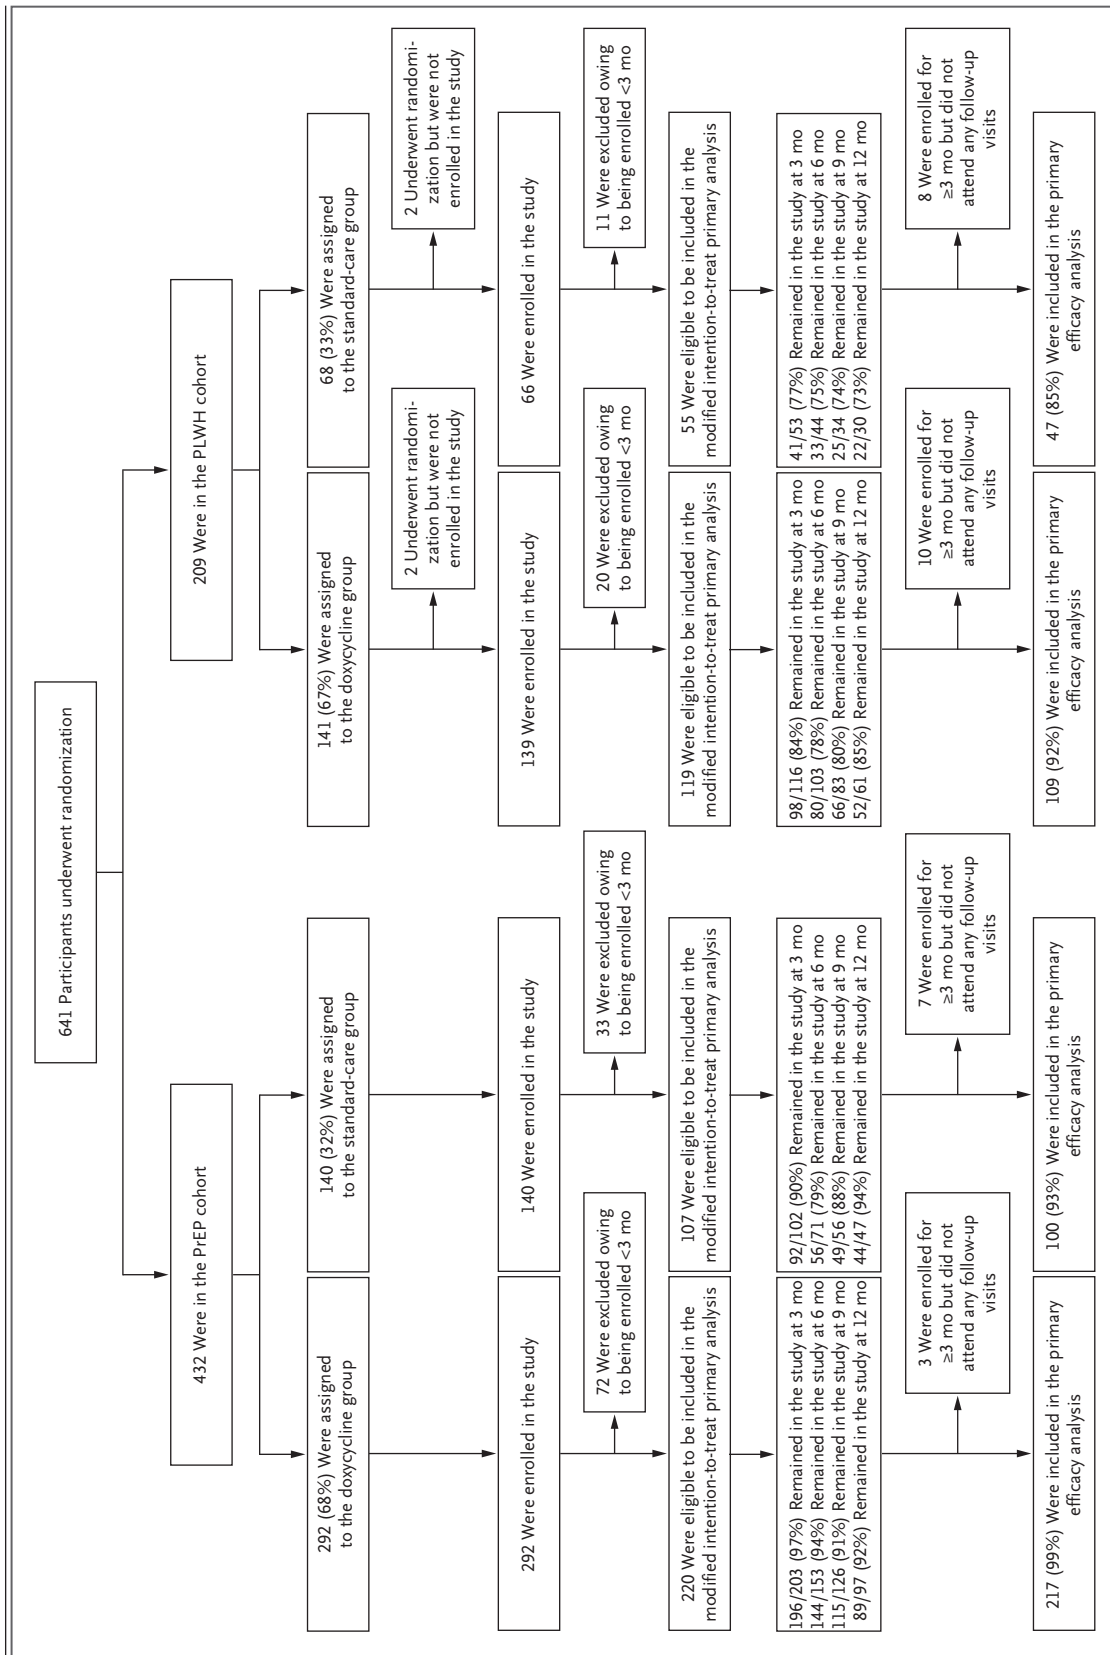 641 Participants underwent randomization
432 Were in the PrEP cohort
209 Were in the PLWH cohort
292 (68%) Were assigned
to the doxycycline group
140 (32%) Were assigned
to the standard-care group
141 (67%) Were assigned
to the doxycycline group
68 (33%) Were assigned
to the standard-care group
2 Underwent randomi-
zation but were not
enrolled in the study
2 Underwent randomi-
zation but were not
enrolled in the study
292 Were enrolled in the study
140 Were enrolled in the study
139 Were enrolled in the study
66 Were enrolled in the study
72 Were excluded owing
to being enrolled <3 mo
33 Were excluded owing
to being enrolled <3 mo
20 Were excluded owing
to being enrolled <3 mo
11 Were excluded owing
to being enrolled <3 mo
220 Were eligible to be included in the
modified intention-to-treat primary analysis
107 Were eligible to be included in the
modified intention-to-treat primary analysis
119 Were eligible to be included in the
modified intention-to-treat primary analysis
55 Were eligible to be included in the
modified intention-to-treat primary analysis
196/203 (97%) Remained in the study at 3 mo
144/153 (94%) Remained in the study at 6 mo
115/126 (91%) Remained in the study at 9 mo
89/97 (92%) Remained in the study at 12 mo
92/102 (90%) Remained in the study at 3 mo
56/71 (79%) Remained in the study at 6 mo
49/56 (88%) Remained in the study at 9 mo
44/47 (94%) Remained in the study at 12 mo
98/116 (84%) Remained in the study at 3 mo
80/103 (78%) Remained in the study at 6 mo
66/83 (80%) Remained in the study at 9 mo
52/61 (85%) Remained in the study at 12 mo
41/53 (77%) Remained in the study at 3 mo
33/44 (75%) Remained in the study at 6 mo
25/34 (74%) Remained in the study at 9 mo
22/30 (73%) Remained in the study at 12 mo
3 Were enrolled for
≥3 mo but did not
attend any follow-up
visits
7 Were enrolled for
≥3 mo but did not
attend any follow-up
visits
10 Were enrolled for
≥3 mo but did not
attend any follow-up
visits
8 Were enrolled for
≥3 mo but did not
attend any follow-up
visits
217 (99%) Were included in the primary
efficacy analysis
100 (93%) Were included in the primary
efficacy analysis
109 (92%) Were included in the primary
efficacy analysis
47 (85%) Were included in the primary
efficacy analysis